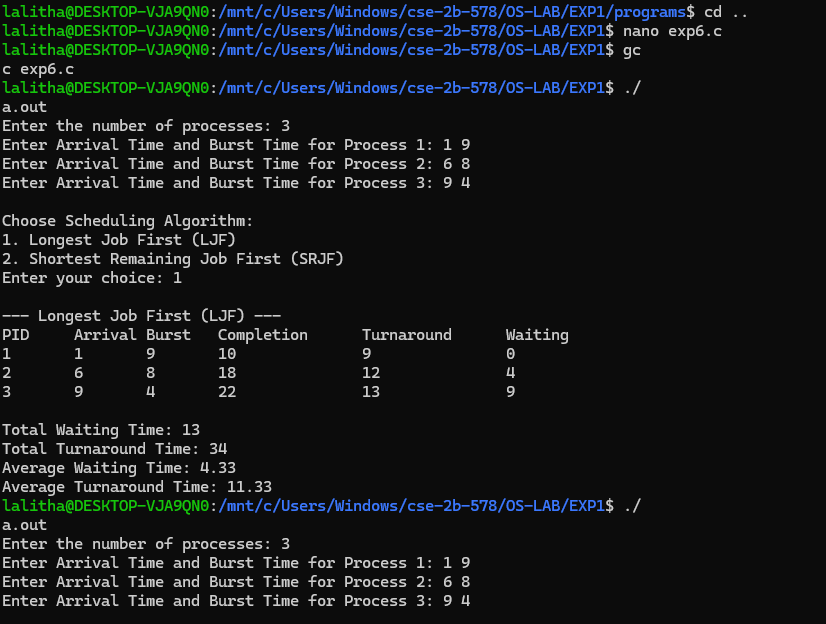 lalitha@DESKTOP-VJA9QN0:/mnt/c/Users/Windows/cse-2b-578/OS-LAB/EXP1/programs$ cd ..
lalitha@DESKTOP-VJA9QN0:/mnt/c/Users/Windows/cse-2b-578/OS-LAB/EXP1$ nano exp6.c
lalitha@DESKTOP-VJA9QN0:/mnt/c/Users/Windows/cse-2b-578/OS-LAB/EXP1$ gc
c exp6.c
lalitha@DESKTOP-VJA9QN0:/mnt/c/Users/Windows/cse-2b-578/OS-LAB/EXP1$ ./
a.out
Enter the number of processes: 3
Enter Arrival Time and Burst Time for Process 1: 1 9
Enter Arrival Time and Burst Time for Process 2: 6 8
Enter Arrival Time and Burst Time for Process 3: 9 4

Choose Scheduling Algorithm:
1. Longest Job First (LJF)
2. Shortest Remaining Job First (SRJF)
Enter your choice: 1

--- Longest Job First (LJF) ---
PID     Arrival Burst   Completion      Turnaround      Waiting
1       1       9       10              9               0
2       6       8       18              12              4
3       9       4       22              13              9

Total Waiting Time: 13
Total Turnaround Time: 34
Average Waiting Time: 4.33
Average Turnaround Time: 11.33
lalitha@DESKTOP-VJA9QN0:/mnt/c/Users/Windows/cse-2b-578/OS-LAB/EXP1$ ./
a.out
Enter the number of processes: 3
Enter Arrival Time and Burst Time for Process 1: 1 9
Enter Arrival Time and Burst Time for Process 2: 6 8
Enter Arrival Time and Burst Time for Process 3: 9 4